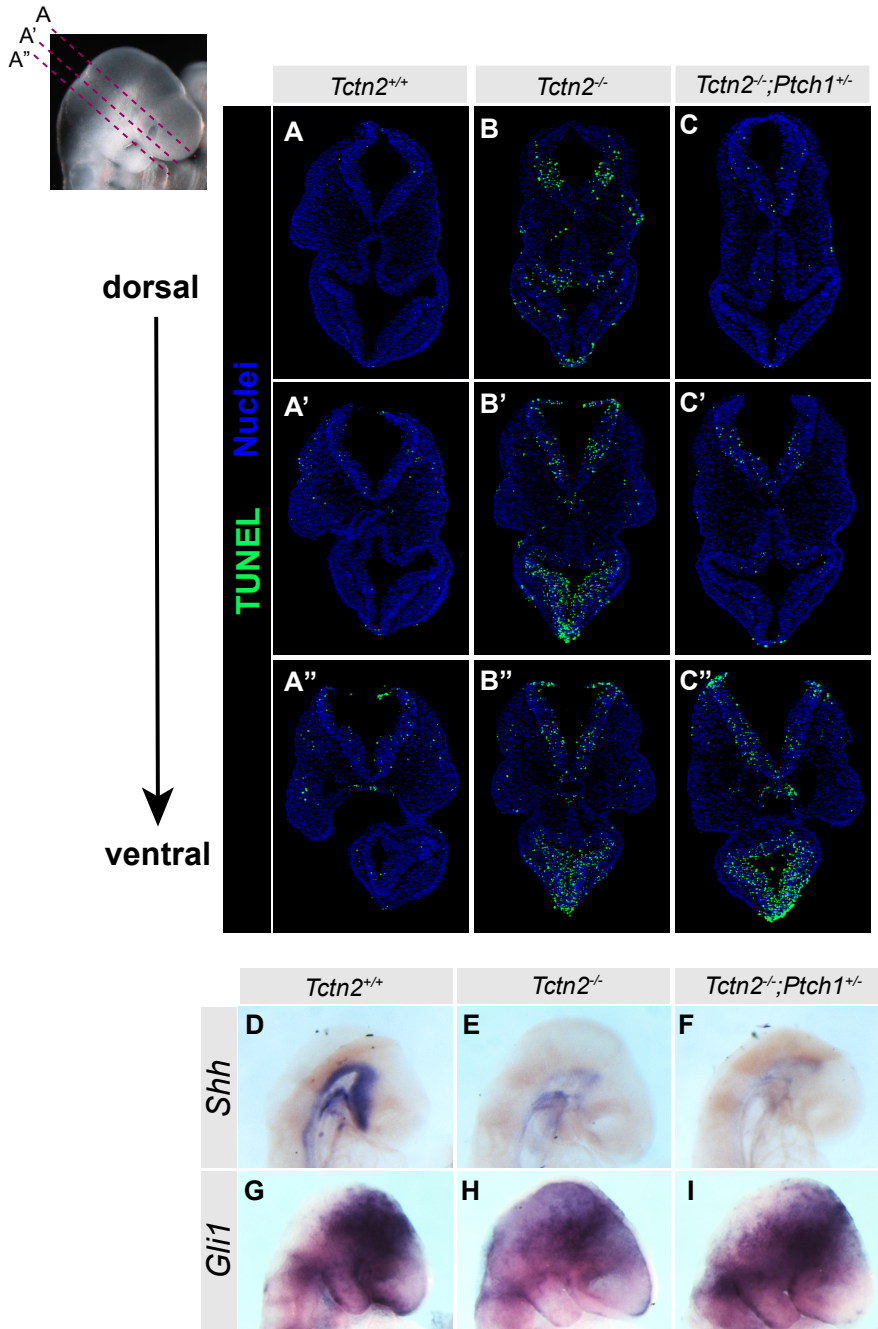 A
A’
A”
Tctn2+/+ Tctn2-/- Tctn2-/-;Ptch1+/-
A B C
dorsal
TUNEL Nuclei
A’ B’ C’
A” B” C”
ventral
Tctn2+/+ Tctn2-/- Tctn2-/-;Ptch1+/-
Shh
D E F
Gli1
G H I